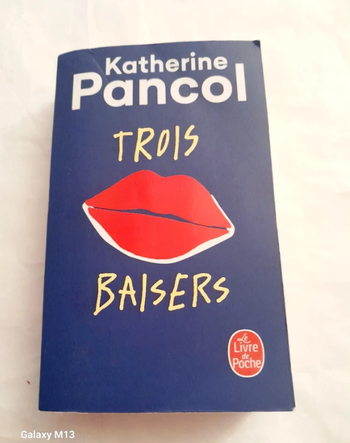 Katherine
Pancol
TROIS
BAISERS
Le
Livre
de
Poche
Galaxy M13